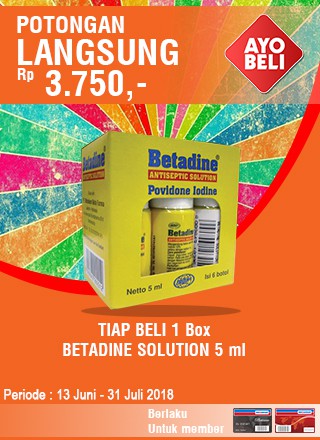 POTONGAN
LANGSUNG
Rp 3.750,-
AYO
BELI
Betadine®
ANTISEPTIC SOLUTION
Povidone Iodine
Betadine
Netto 5 ml
Isi 6 botol
TIAP BELI 1 Box
BETADINE SOLUTION 5 ml
Periode : 13 Juni - 31 Juli 2018
Berlaku
Untuk member